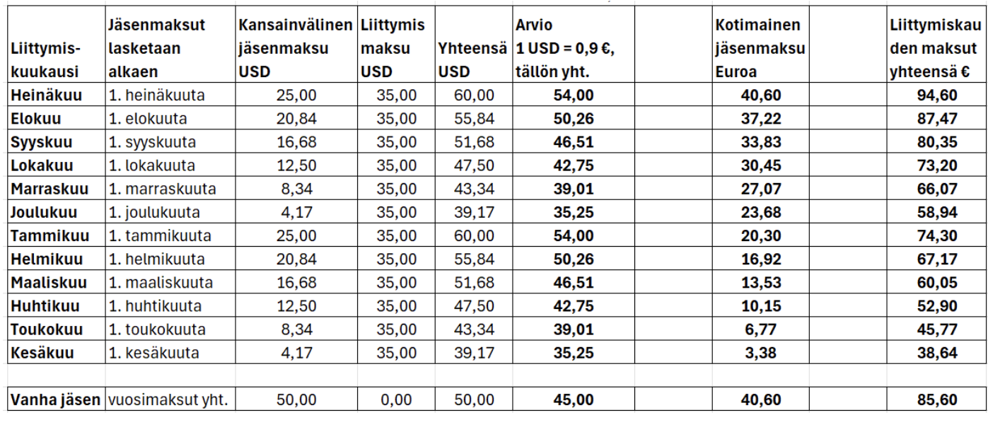 Liittymis-
kuukausi
Jäsenmaksut
lasketaan
alkaen
Kansainvälinen
jäsenmaksu
USD
Liittymis
maksu
USD
Yhteensä
USD
Arvio
1 USD = 0,9 €,
tällön yht.
Kotimainen
jäsenmaksu
Euroa
Liittymiskau
den maksut
yhteensä €
Heinäkuu 1. heinäkuuta 25,00 35,00 60,00 54,00 40,60 94,60
Elokuu 1. elokuuta 20,84 35,00 55,84 50,26 37,22 87,47
Syyskuu 1. syyskuuta 16,68 35,00 51,68 46,51 33,83 80,35
Lokakuu 1. lokakuuta 12,50 35,00 47,50 42,75 30,45 73,20
Marraskuu 1. marraskuuta 8,34 35,00 43,34 39,01 27,07 66,07
Joulukuu 1. joulukuuta 4,17 35,00 39,17 35,25 23,68 58,94
Tammikuu 1. tammikuuta 25,00 35,00 60,00 54,00 20,30 74,30
Helmikuu 1. helmikuuta 20,84 35,00 55,84 50,26 16,92 67,17
Maaliskuu 1. maaliskuuta 16,68 35,00 51,68 46,51 13,53 60,05
Huhtikuu 1. huhtikuuta 12,50 35,00 47,50 42,75 10,15 52,90
Toukokuu 1. toukokuuta 8,34 35,00 43,34 39,01 6,77 45,77
Kesäkuu 1. kesäkuuta 4,17 35,00 39,17 35,25 3,38 38,64
Vanha jäsen vuosimaksut yht. 50,00 0,00 50,00 45,00 40,60 85,60